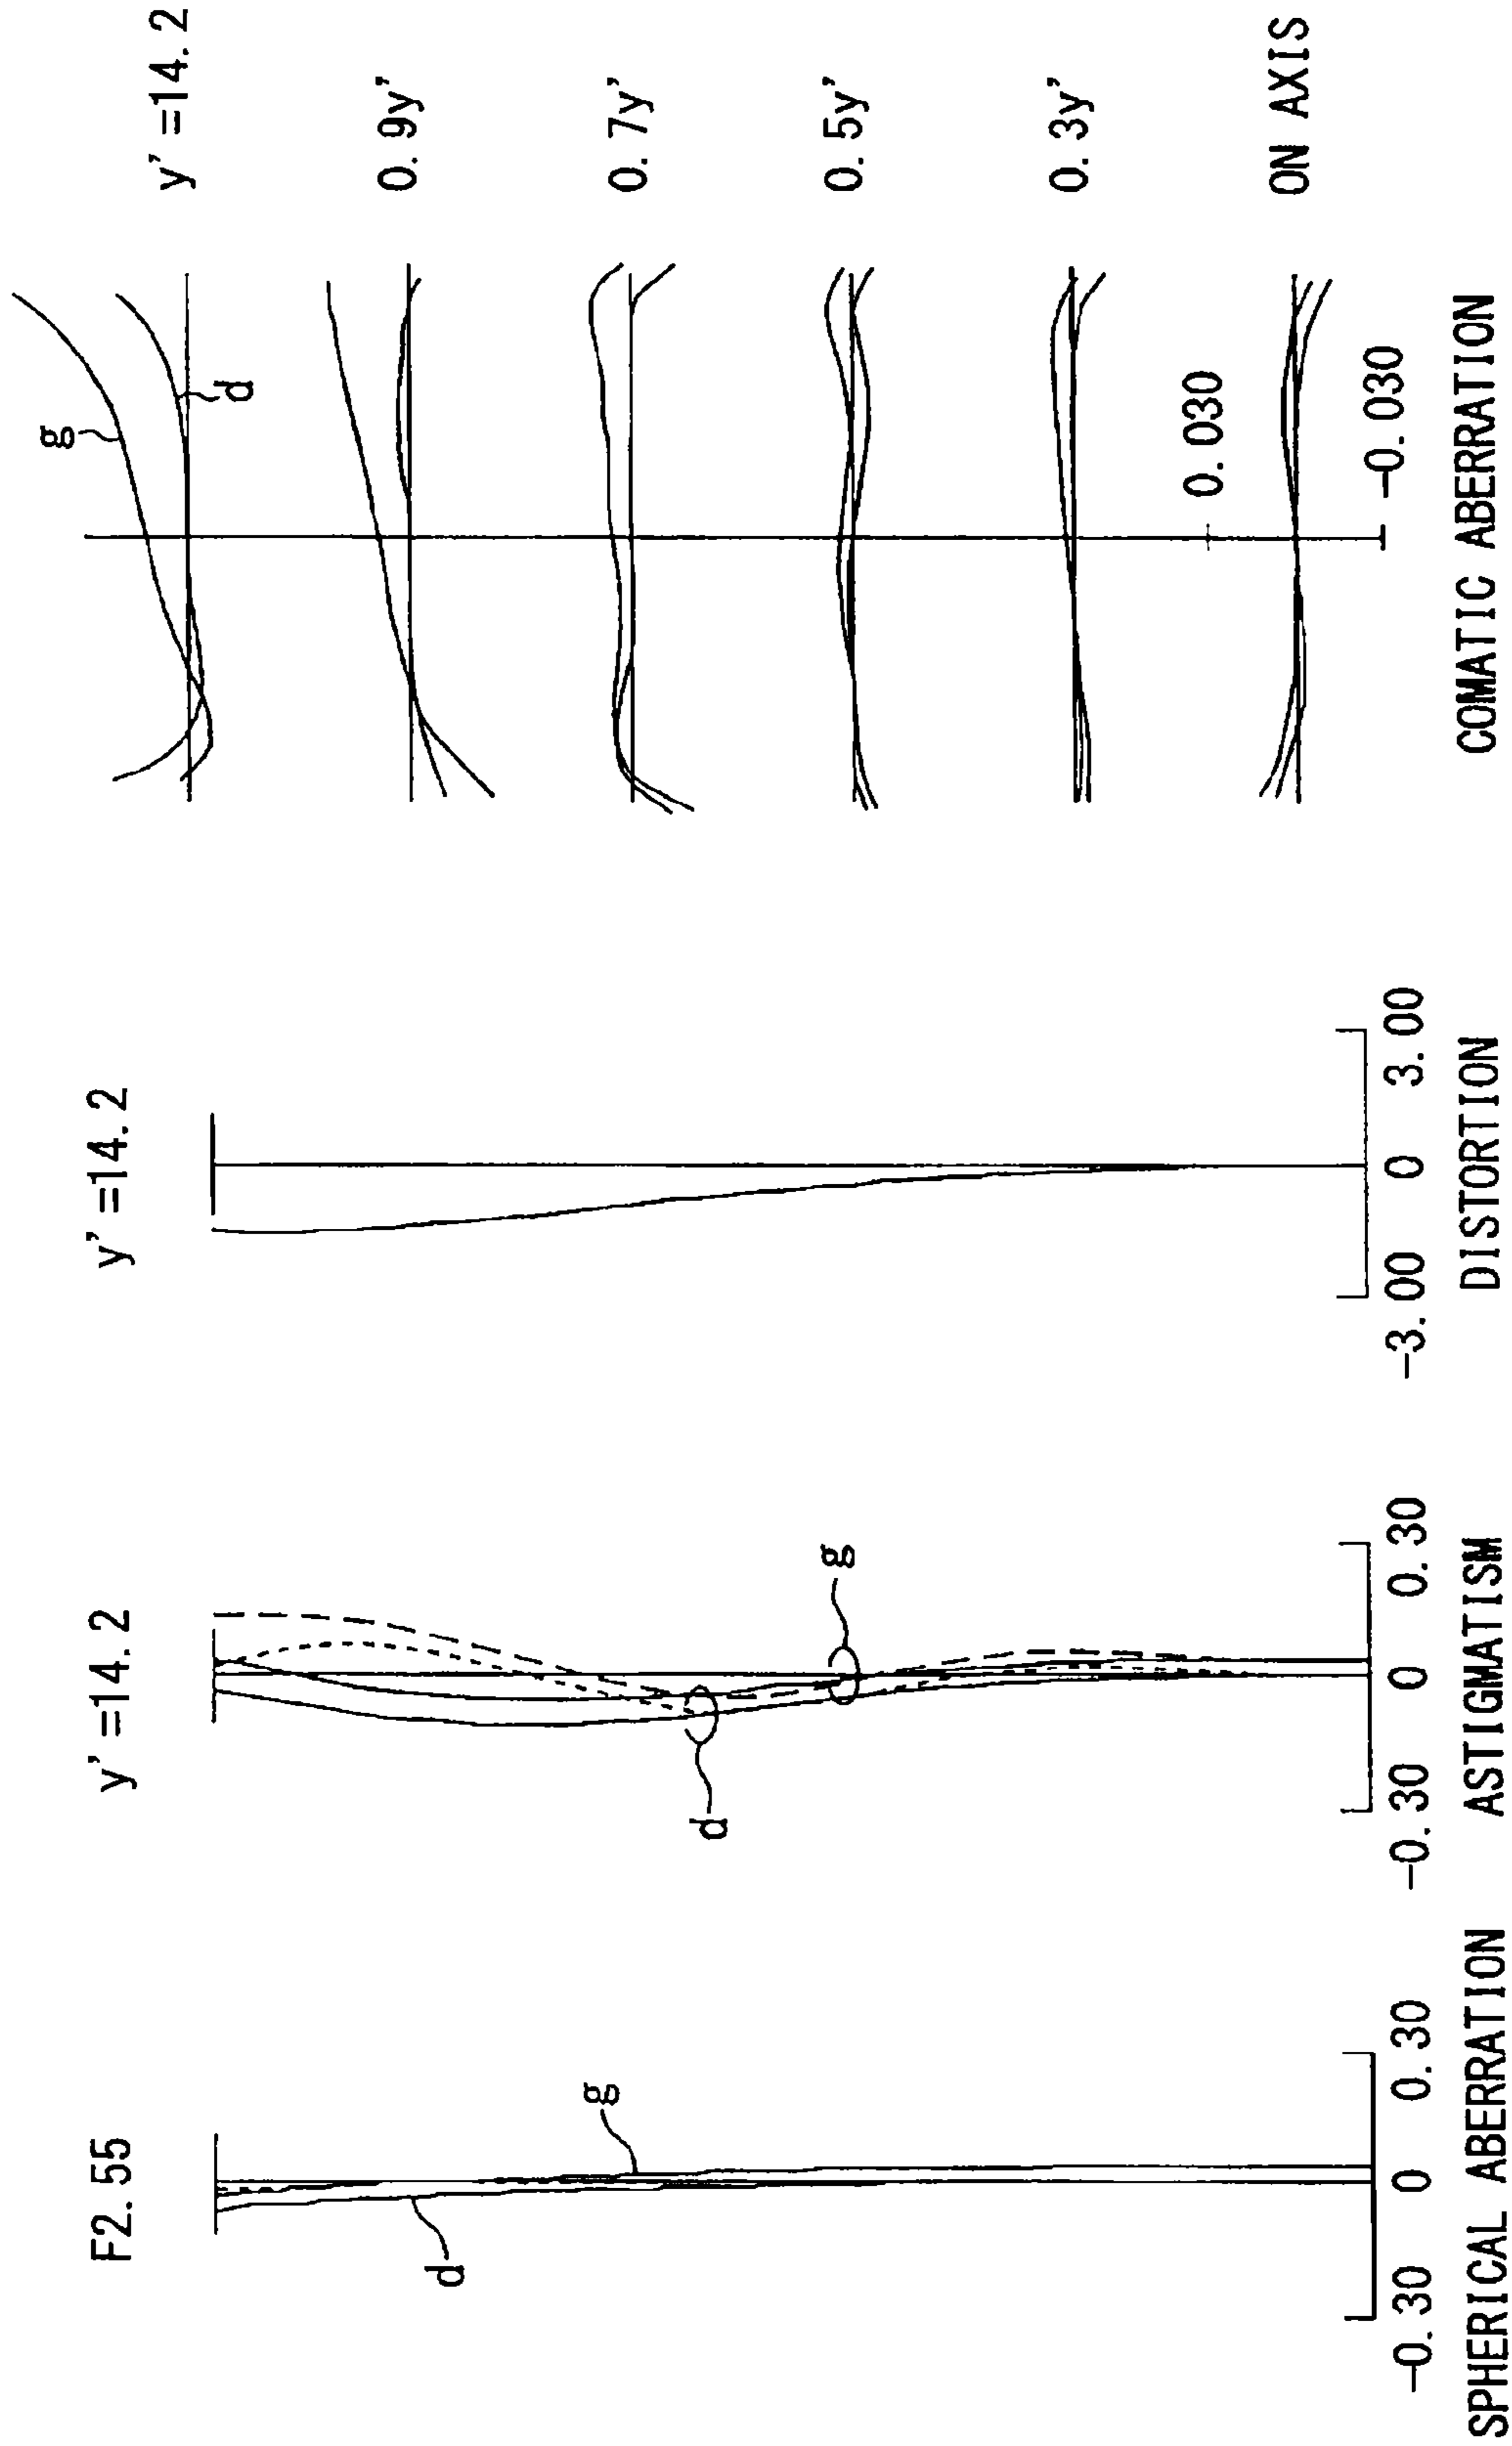 F2.55
g
d
-0.30 0 0.30
SPHERICAL ABERRATION
y'=14.2
g
d
-0.30 0 0.30
ASTIGMATISM
y'=14.2
-3.00 0 3.00
DISTORTION
y'=14.2
g
d
0.9y'
0.7y'
0.5y'
0.3y'
0.030
ON AXIS
-0.030
COMATIC ABERRATION